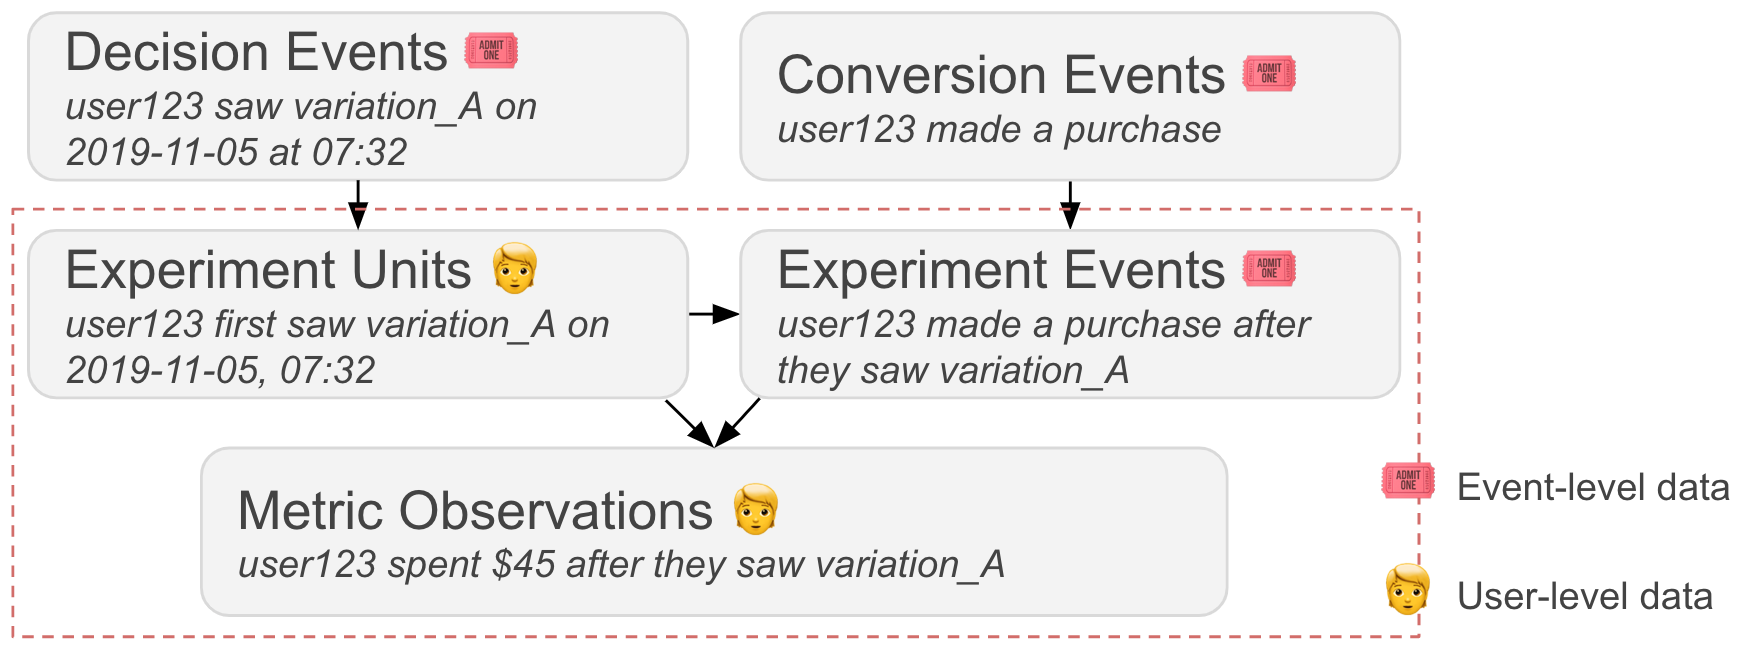 Decision Events
ADMIT
ONE
user123 saw variation_A on
2019-11-05 at 07:32
Conversion Events
ADMIT
ONE
user123 made a purchase
Experiment Units
user123 first saw variation_A on
2019-11-05, 07:32
Experiment Events
ADMIT
ONE
user123 made a purchase after
they saw variation_A
Metric Observations
user123 spent $45 after they saw variation_A
ADMIT
ONE
Event-level data
User-level data